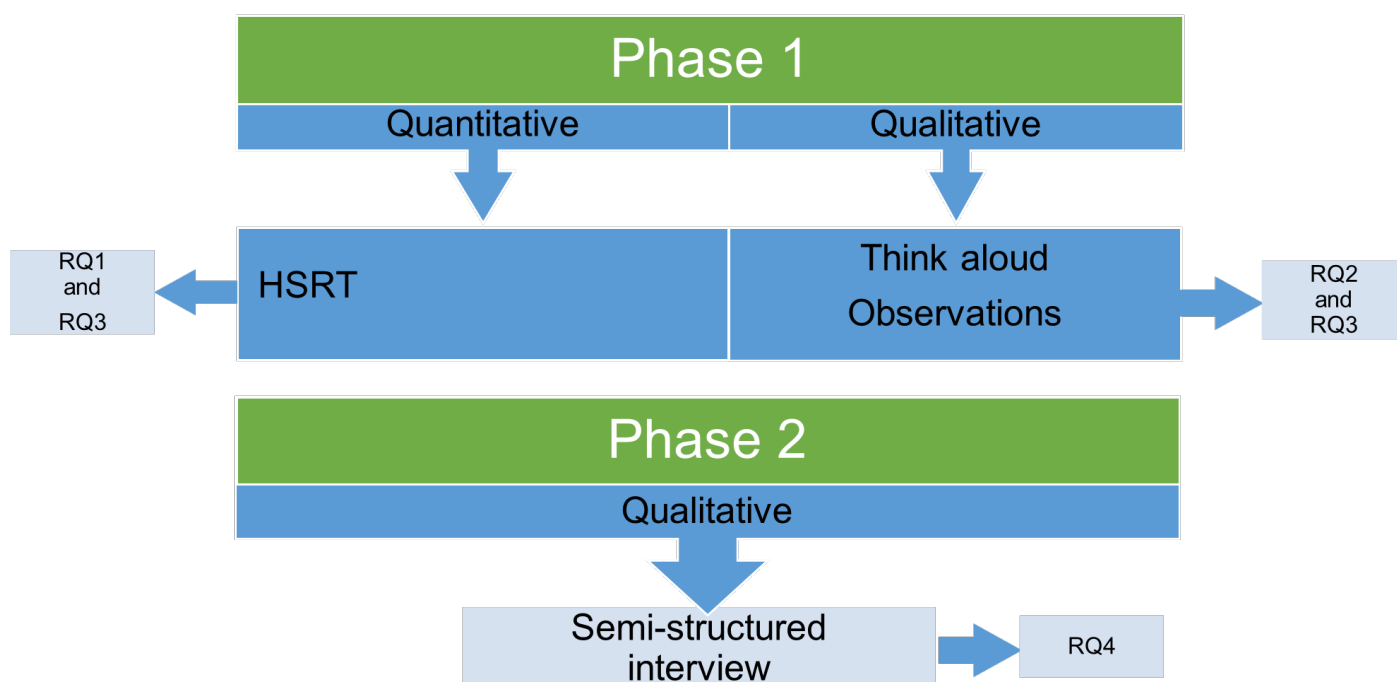 Phase 1
Quantitative
Qualitative
RQ1
and
RQ3
HSRT
Think aloud
Observations
RQ2
and
RQ3
Phase 2
Qualitative
Semi-structured
interview
RQ4